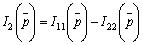 I₂(p̄) = I₁₁(p̄) − I₂₂(p̄)